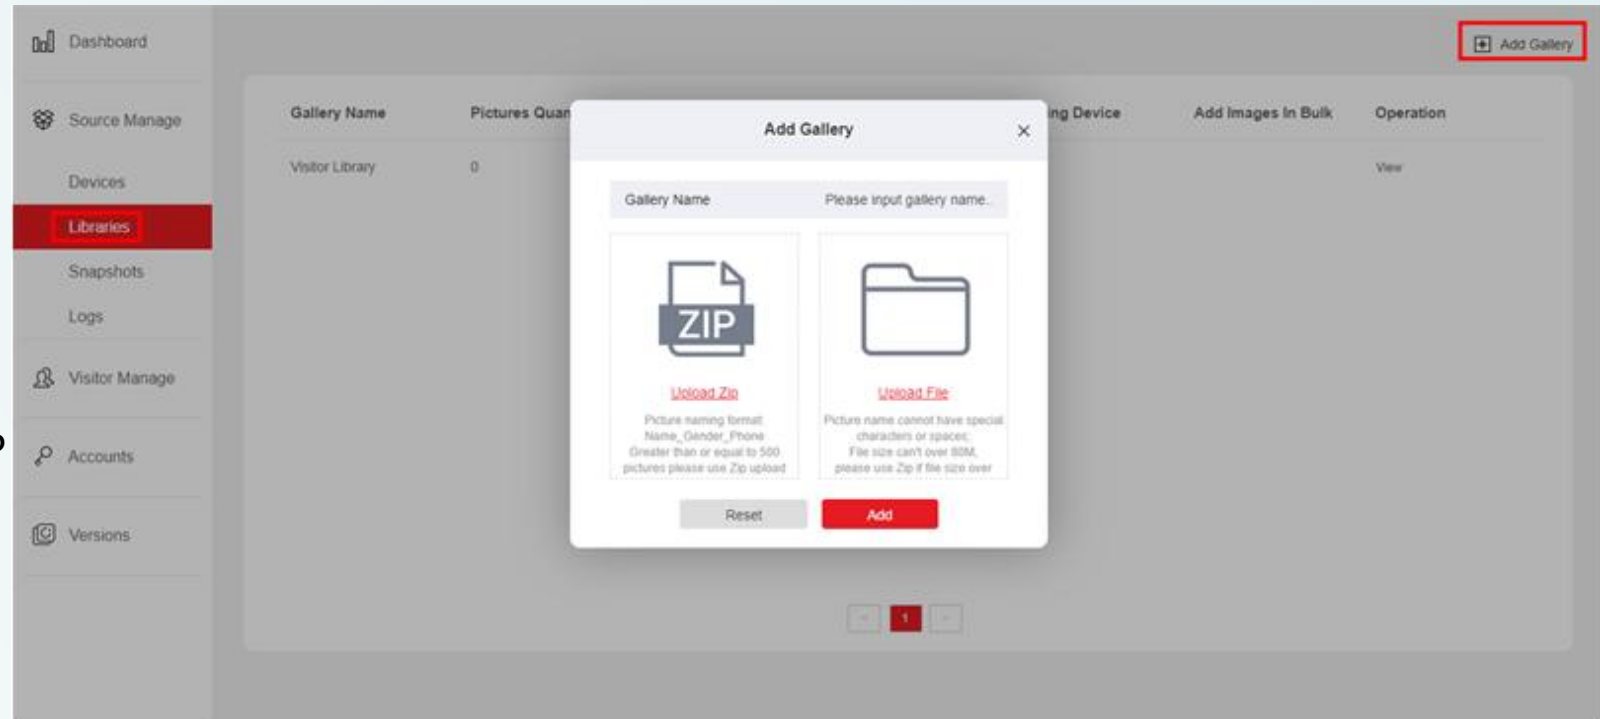 Dashboard
Add Gallery
Source Manage
Devices
Libraries
Snapshots
Logs
Visitor Manage
Accounts
Versions
Gallery Name Pictures Quan ng Device Add Images In Bulk Operation
Visitor Library 0 View
Add Gallery
Gallery Name Please input gallery name..
ZIP
Upload Zip
Picture naming format:
Name_Gender_Phone
Greater than or equal to 500
pictures please use Zip upload
Upload File
Picture name cannot have special
characters or spaces;
File size can't over 80M,
please use Zip if file size over
Reset Add
1